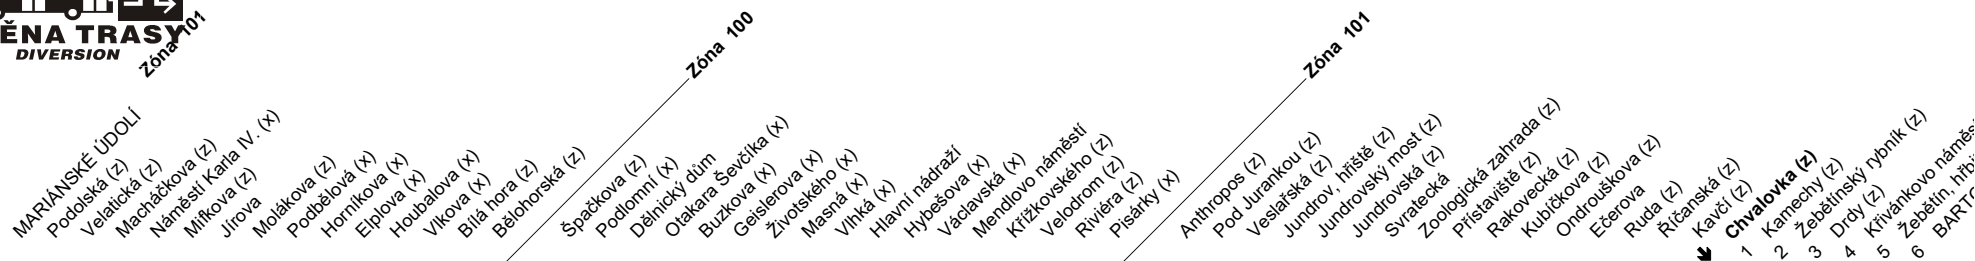 ĚNA TRASY
DIVERSION
Zóna 101
MARIÁNSKÉ ÚDOLÍ
Podolská (z)
Velatická (z)
Macháčkova (z)
Náměstí Karla IV. (x)
Mifkova (z)
Jírova
Molákova (z)
Podbělová (x)
Horníkova (x)
Elplova (x)
Houbalova (x)
Vlkova (x)
Bílá hora (z)
Bělohorská (z)
Zóna 100
Špačkova (z)
Podlomní (x)
Dělnický dům
Otakara Ševčíka (x)
Buzkova (x)
Geislerova (x)
Životského (x)
Masná (x)
Vlhká (x)
Hlavní nádraží
Hybešova (x)
Václavská (x)
Mendlovo náměstí
Křížkovského (z)
Velodrom (z)
Riviéra (z)
Pisárky (x)
Zóna 101
Anthropos (z)
Pod Jurankou (z)
Veslařská (z)
Jundrov, hřiště (z)
Jundrovský most (z)
Jundrovská (z)
Svratecká
Zoologická zahrada (z)
Přístaviště (z)
Rakovecká (z)
Kubíčkova (z)
Ondrouškova (z)
Ečerova
Ruda (z)
Říčanská (z)
Kavčí (z)
Chvalovka (z)
1 Kamechy (z)
2 Žebětínský rybník (z)
3 Drdy (z)
4 Křivánkovo náměs
5 Žebětín, hřbi
6 BARTO